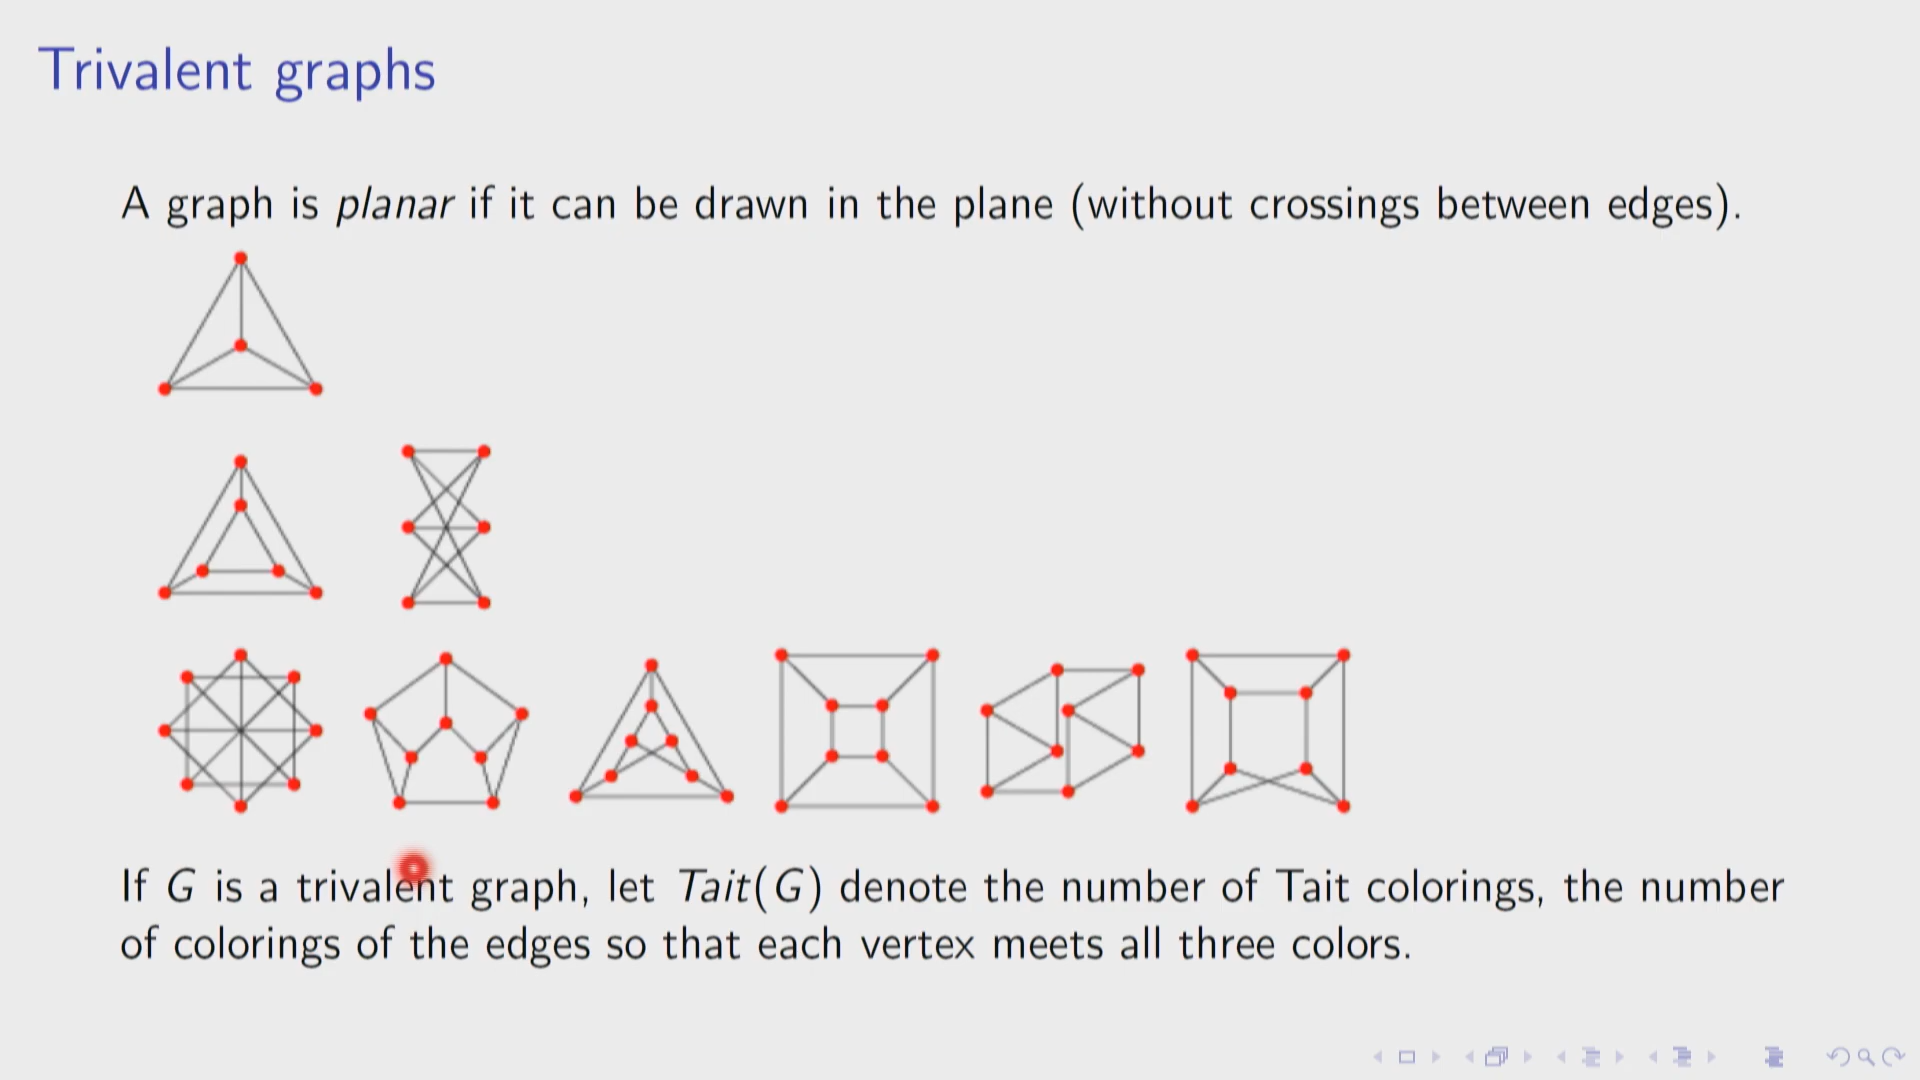 Trivalent graphs
A graph is planar if it can be drawn in the plane (without crossings between edges).
If G is a trivalent graph, let Tait(G) denote the number of Tait colorings, the number
of colorings of the edges so that each vertex meets all three colors.